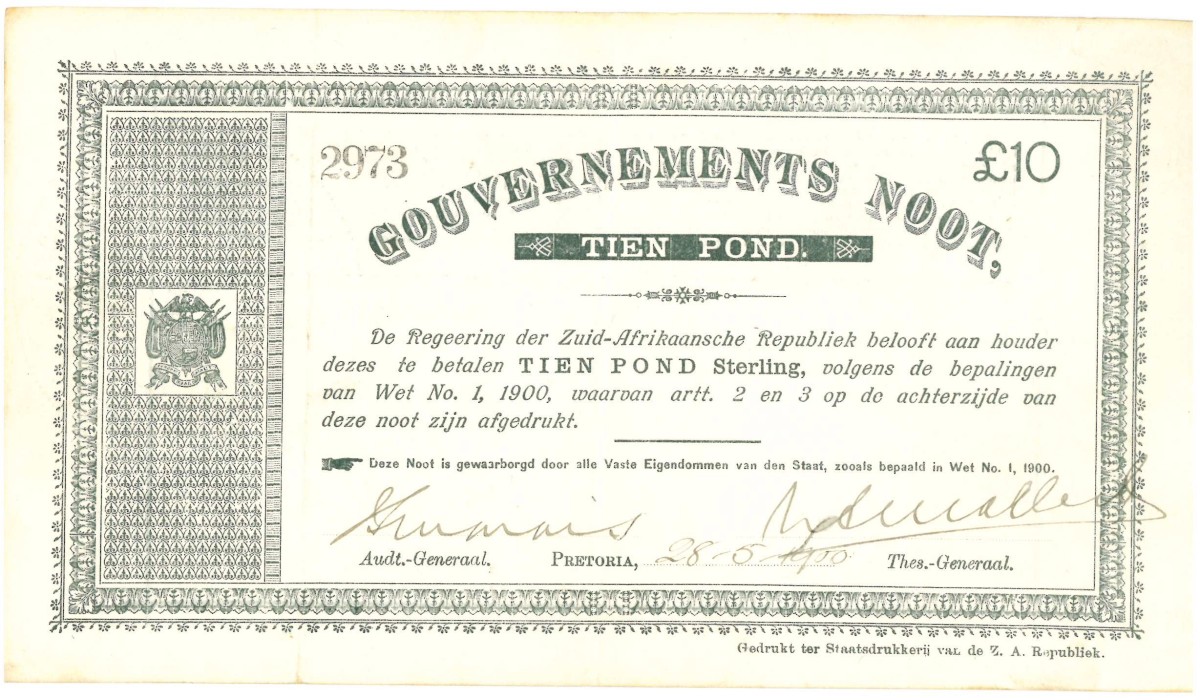 2973
£10
GOUVERNEMENTS NOOT,
TIEN POND.
De Regeering der Zuid-Afrikaansche Republiek belooft aan houder
dezes te betalen TIEN POND Sterling, volgens de bepalingen
van Wet No. 1, 1900, waarvan artt. 2 en 3 op de achterzijde van
deze noot zijn afgedrukt.
Deze Noot is gewaarborgd door alle Vaste Eigendommen van den Staat, zooals bepaald in Wet No. 1, 1900.
Audt.-Generaal. PRETORIA, 28-5-1900 Thes.-Generaal.
Gedrukt ter Staatsdrukkerij van de Z. A. Republiek.